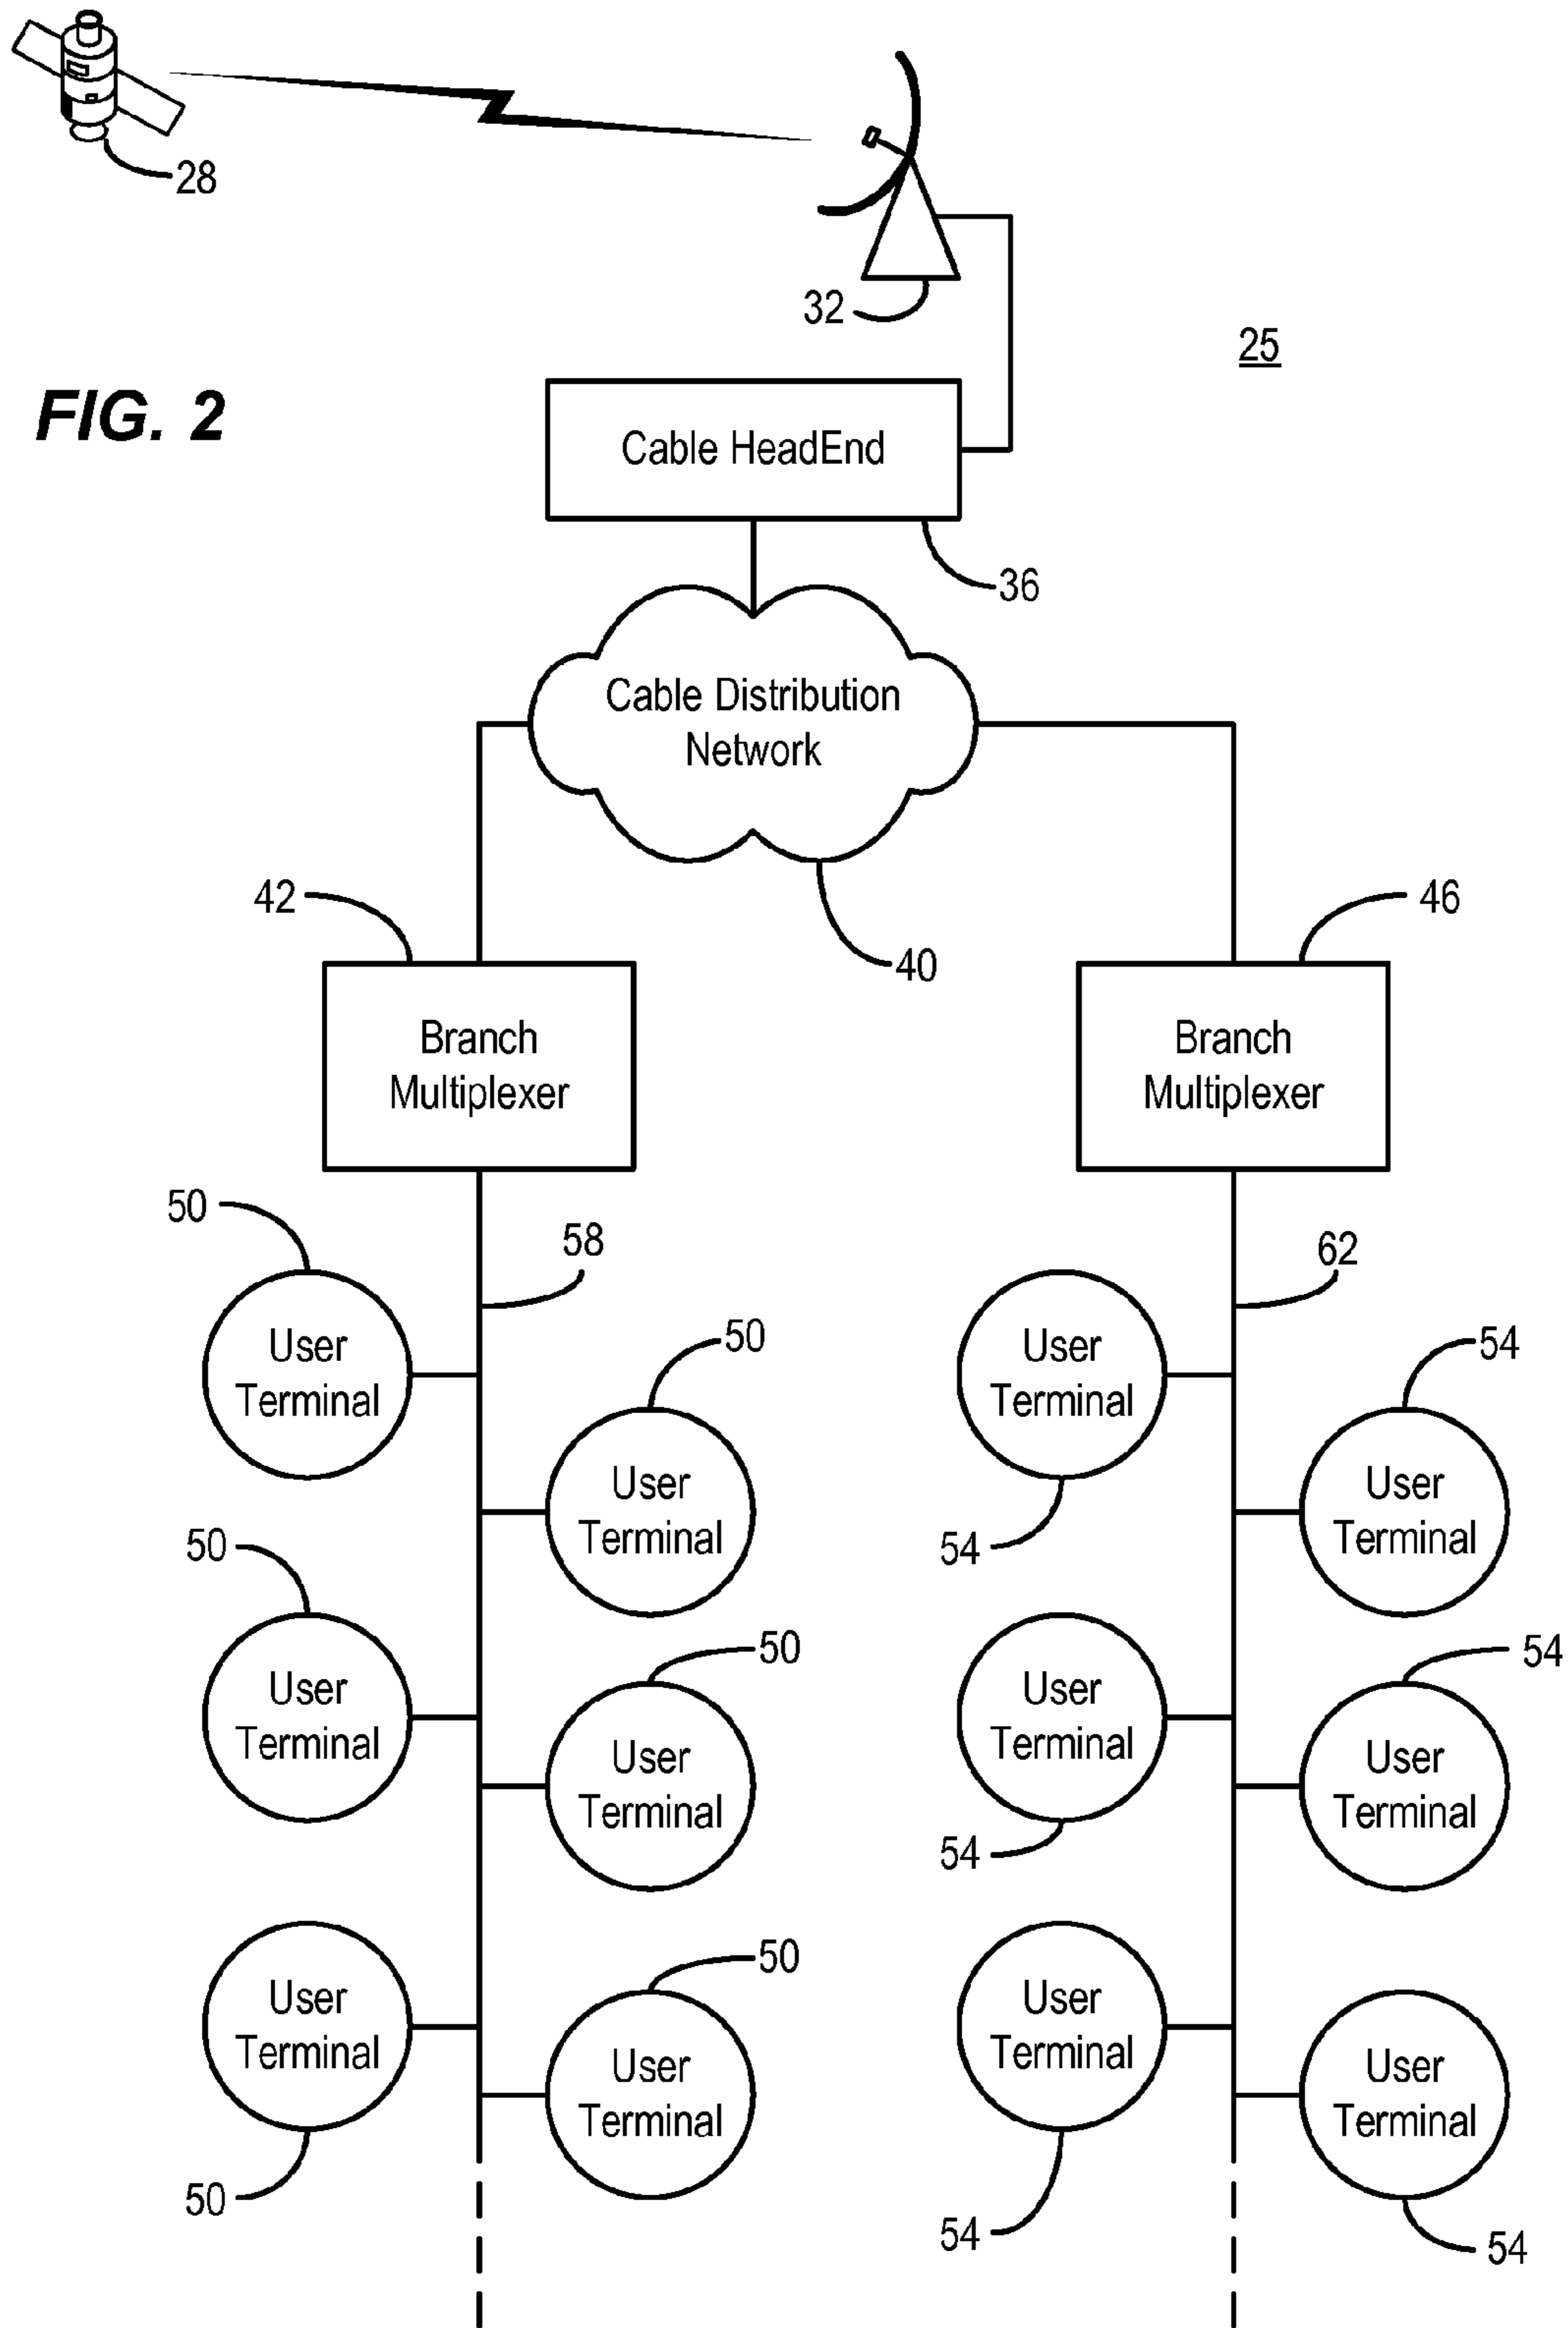 28
32
25
FIG. 2
Cable HeadEnd
36
Cable Distribution
Network
42
46
40
Branch
Multiplexer
Branch
Multiplexer
50
58
62
User
Terminal
50
User
Terminal
54
User
Terminal
User
Terminal
50
54
User
Terminal
50
User
Terminal
54
User
Terminal
User
Terminal
54
50
User
Terminal
User
Terminal
User
Terminal
User
Terminal
50
54
54